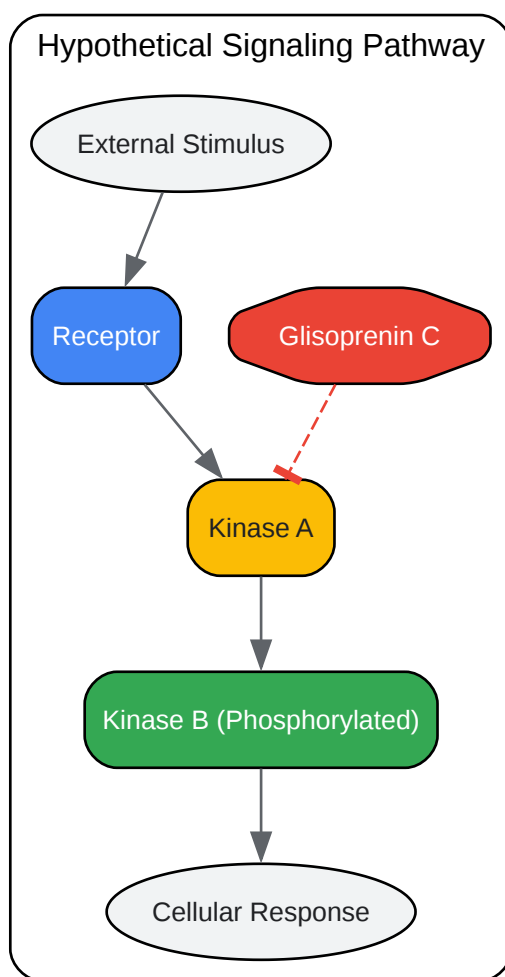 Hypothetical Signaling Pathway
External Stimulus
Receptor
Glisoprenin C
Kinase A
Kinase B (Phosphorylated)
Cellular Response